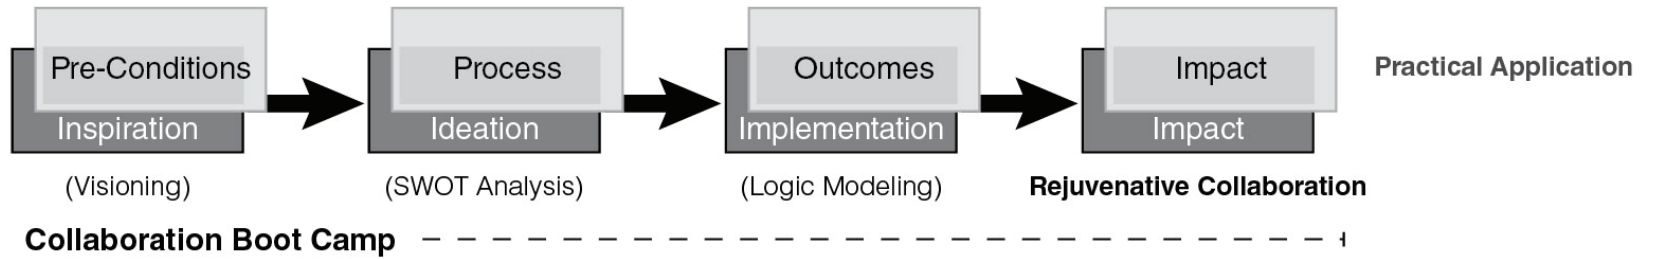 Pre-Conditions
Process
Outcomes
Impact
Practical Application
Inspiration
Ideation
Implementation
Impact
(Visioning)
(SWOT Analysis)
(Logic Modeling)
Rejuvenative Collaboration
Collaboration Boot Camp